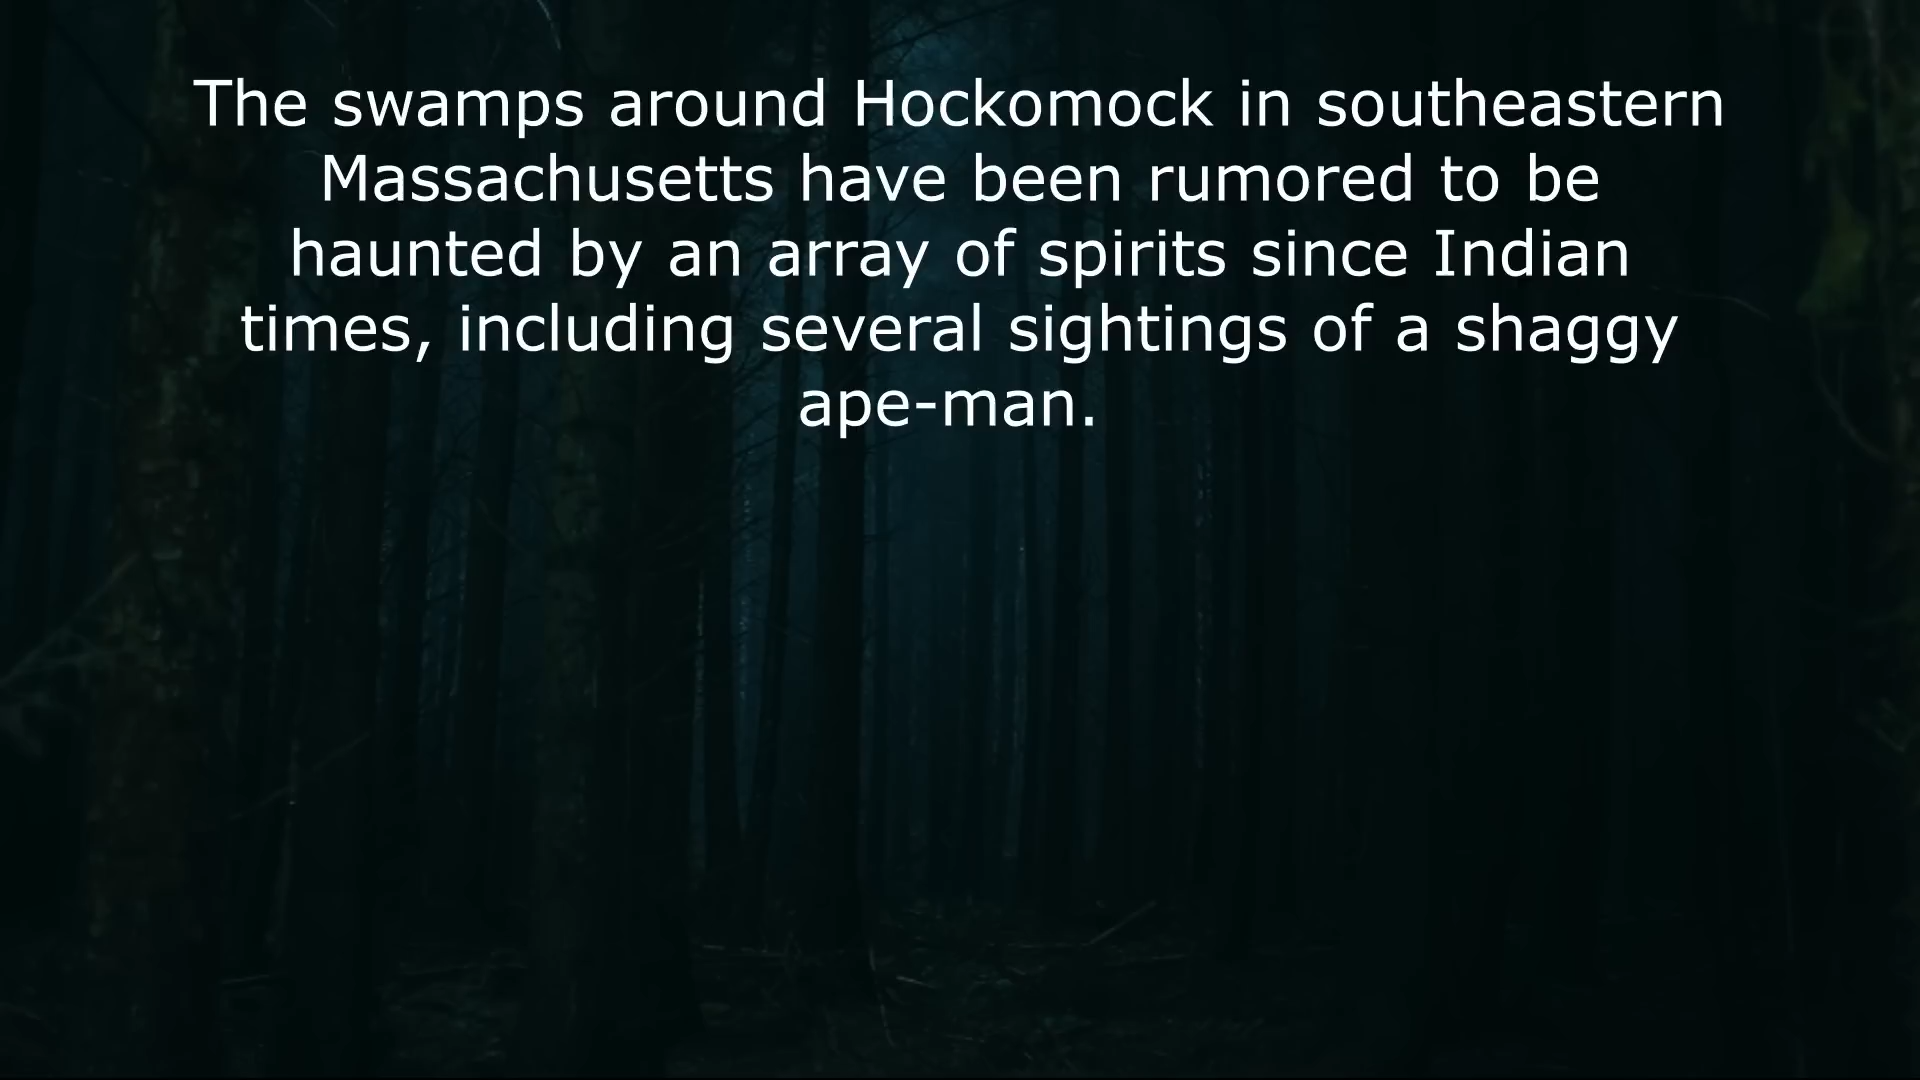 The swamps around Hockomock in southeastern
Massachusetts have been rumored to be
haunted by an array of spirits since Indian
times, including several sightings of a shaggy
ape-man.